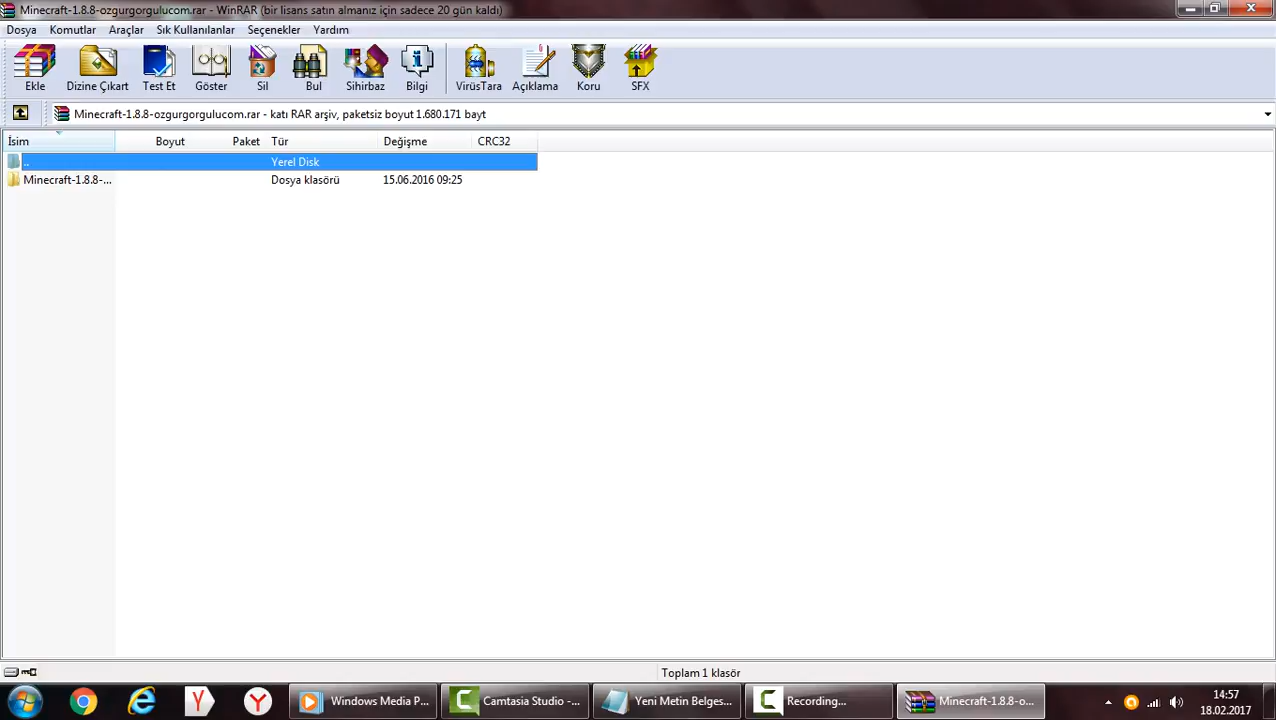 Minecraft-1.8.8-ozgurgorgulucom.rar - WinRAR (bir lisans satın almanız için sadece 20 gün kaldı)
Dosya Komutlar Araçlar Sık Kullanılanlar Seçenekler Yardım
Ekle Dizine Çıkart Test Et Göster Sil Bul Sihirbaz Bilgi VirüsTara Açıklama Koru SFX
Minecraft-1.8.8-ozgurgorgulucom.rar - katı RAR arşiv, paketsiz boyut 1.680.171 bayt
İsim Boyut Paket Tür Değişme CRC32
.. Yerel Disk
Minecraft-1.8.8-... Dosya klasörü 15.06.2016 09:25
Toplam 1 klasör
Windows Media P... Camtasia Studio -... Yeni Metin Belges... Recording... Minecraft-1.8.8-o... 14:57
18.02.2017